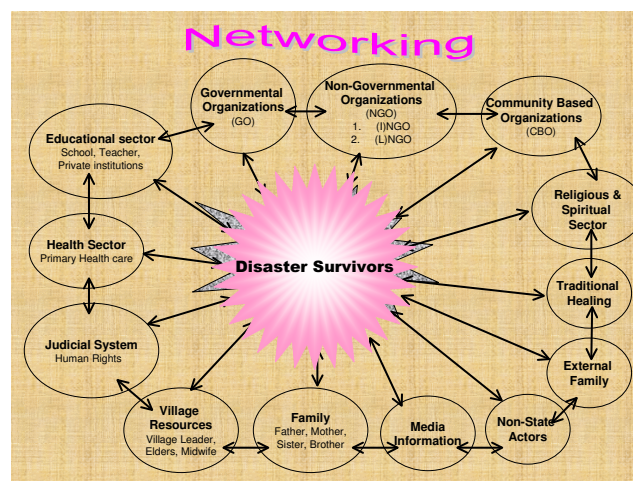 Networking
Governmental
Organizations
(GO)
Non-Governmental
Organizations
(NGO)
1. (I)NGO
2. (L)NGO
Community Based
Organizations
(CBO)
Educational sector
School, Teacher,
Private institutions
Religious &
Spiritual
Sector
Health Sector
Primary Health care
Disaster Survivors
Traditional
Healing
Judicial System
Human Rights
External
Family
Village
Resources
Village Leader,
Elders, Midwife
Family
Father, Mother,
Sister, Brother
Media
Information
Non-State
Actors